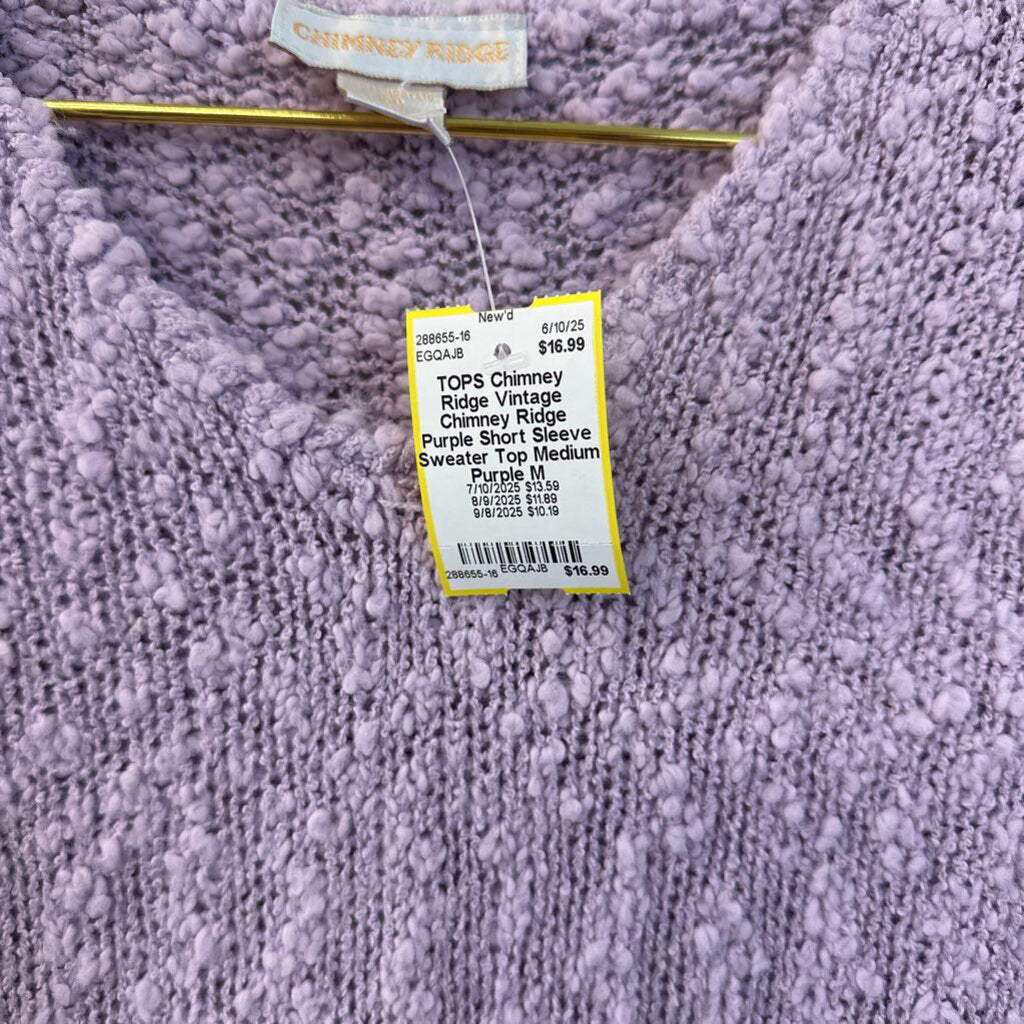 CHIMNEY RIDGE
New'd
288655-16 6/10/25
EGQAJB $16.99
TOPS Chimney
Ridge Vintage
Chimney Ridge
Purple Short Sleeve
Sweater Top Medium
Purple M
7/10/2025 $13.59
8/9/2025 $11.89
9/8/2025 $10.19
288655-16 EGQAJB $16.99